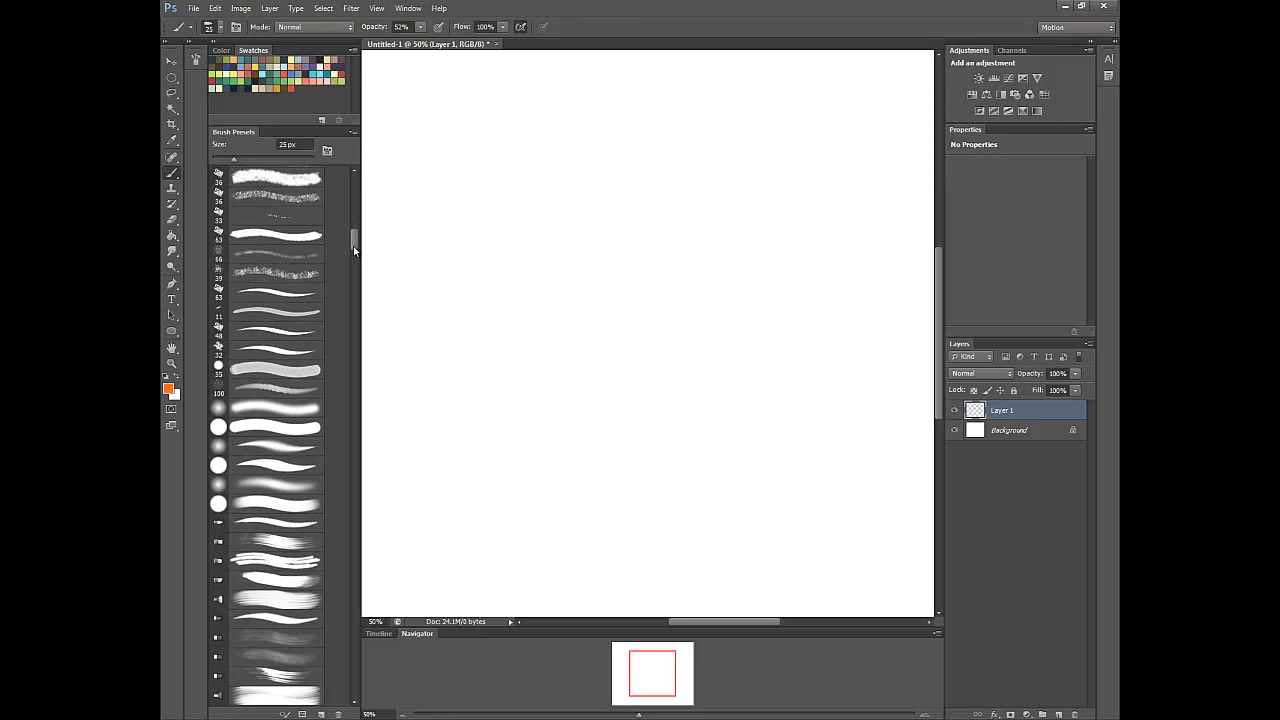 Ps File Edit Image Layer Type Select Filter View Window Help
25 Mode: Normal Opacity: 52% Flow: 100% Motion
Color Swatches
Untitled-1 @ 50% (Layer 1, RGB/8) * ×
Adjustments Channels
Add an adjustment
Brush Presets
Size: 25 px
Properties
No Properties
36
36
33
63
66
39
63
11
48
32
55
100
Layers
Kind
Normal Opacity: 100%
Lock: Fill: 100%
Layer 1
Background
50% Doc: 24.1M/0 bytes
Timeline Navigator
50%